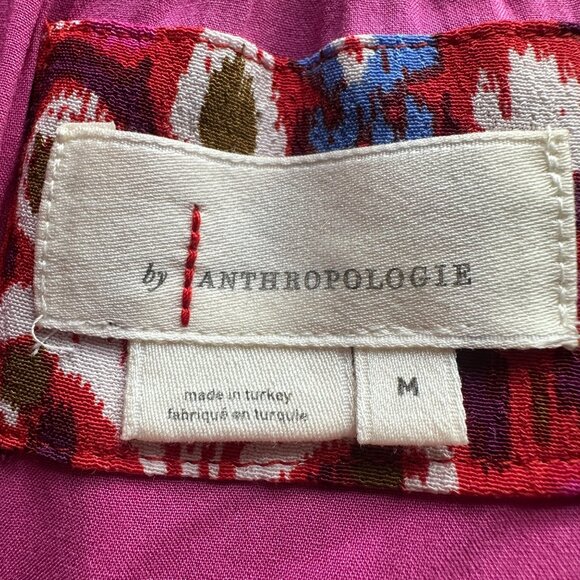 by ANTHROPOLOGIE
made in turkey
fabriqué en turquie
M